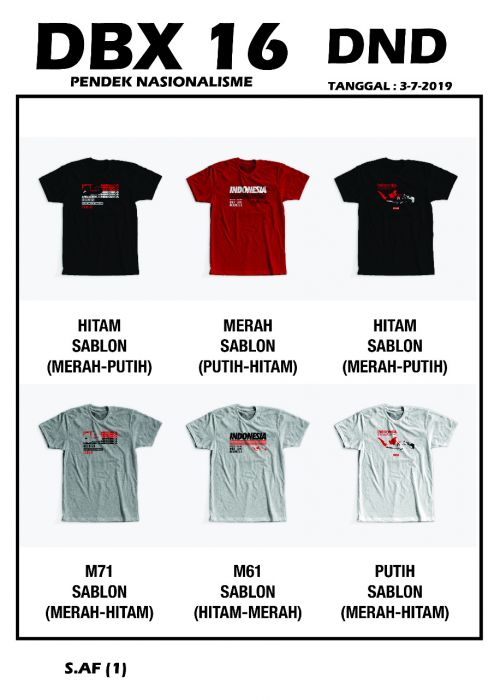 DBX 16 DND
PENDEK NASIONALISME
TANGGAL : 3-7-2019
INDONESIA
HITAM
SABLON
(MERAH-PUTIH)
MERAH
SABLON
(PUTIH-HITAM)
HITAM
SABLON
(MERAH-PUTIH)
INDONESIA
M71
SABLON
(MERAH-HITAM)
M61
SABLON
(HITAM-MERAH)
PUTIH
SABLON
(MERAH-HITAM)
S.AF (1)